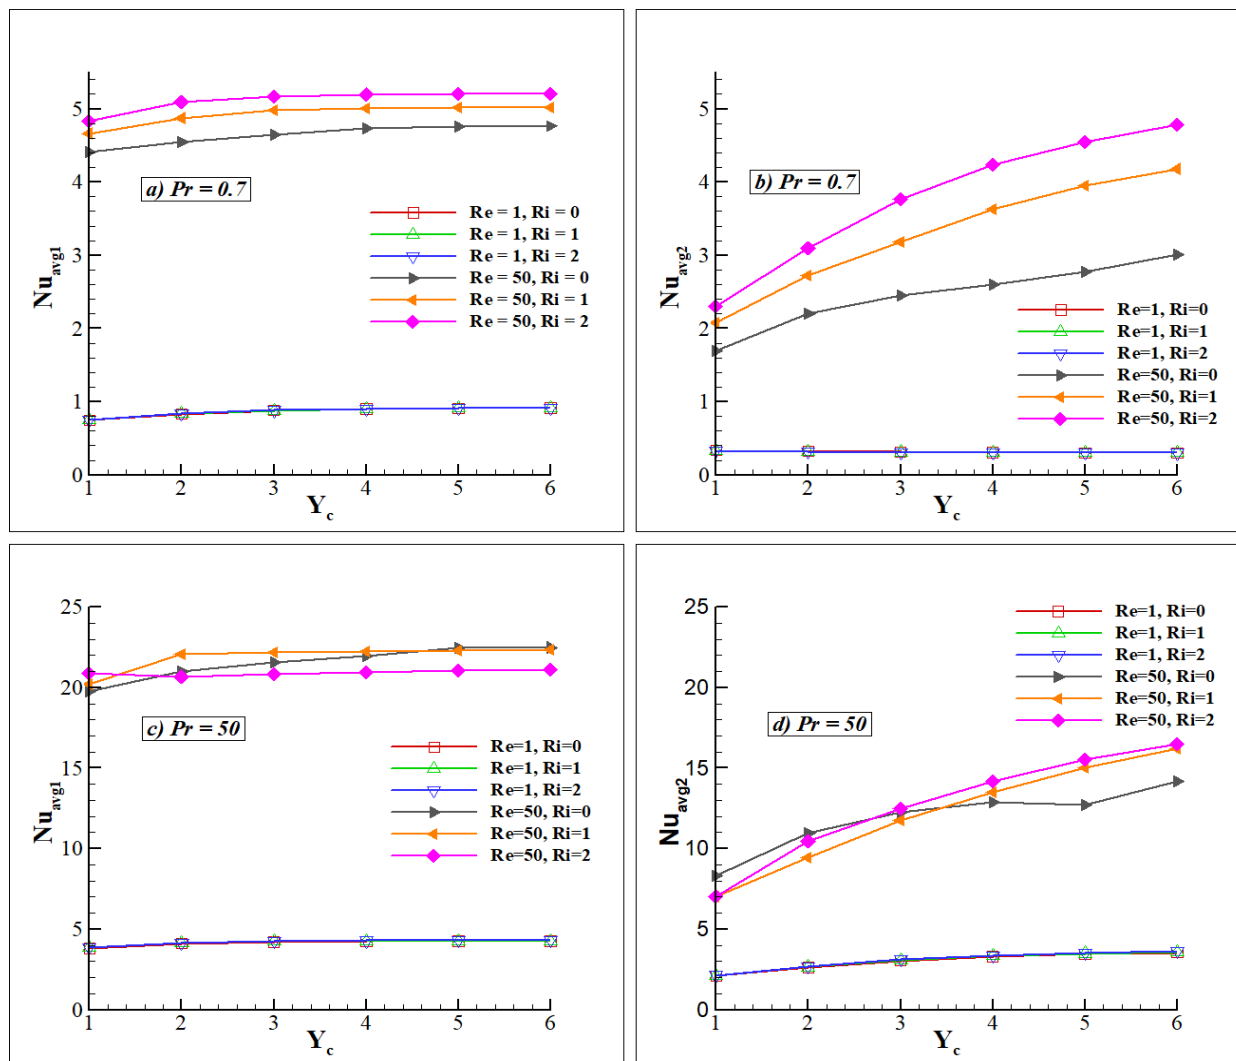 5
4
3
2
1
0
Nu_avg1
a) Pr = 0.7
Re = 1, Ri = 0
Re = 1, Ri = 1
Re = 1, Ri = 2
Re = 50, Ri = 0
Re = 50, Ri = 1
Re = 50, Ri = 2
1 2 3 4 5 6
Y_c
5
4
3
2
1
0
Nu_avg2
b) Pr = 0.7
Re=1, Ri=0
Re=1, Ri=1
Re=1, Ri=2
Re=50, Ri=0
Re=50, Ri=1
Re=50, Ri=2
1 2 3 4 5 6
Y_c
25
20
15
10
5
0
Nu_avg1
c) Pr = 50
Re=1, Ri=0
Re=1, Ri=1
Re=1, Ri=2
Re=50, Ri=0
Re=50, Ri=1
Re=50, Ri=2
1 2 3 4 5 6
Y_c
25
20
15
10
5
0
Nu_avg2
Re=1, Ri=0
Re=1, Ri=1
Re=1, Ri=2
Re=50, Ri=0
Re=50, Ri=1
Re=50, Ri=2
d) Pr = 50
1 2 3 4 5 6
Y_c